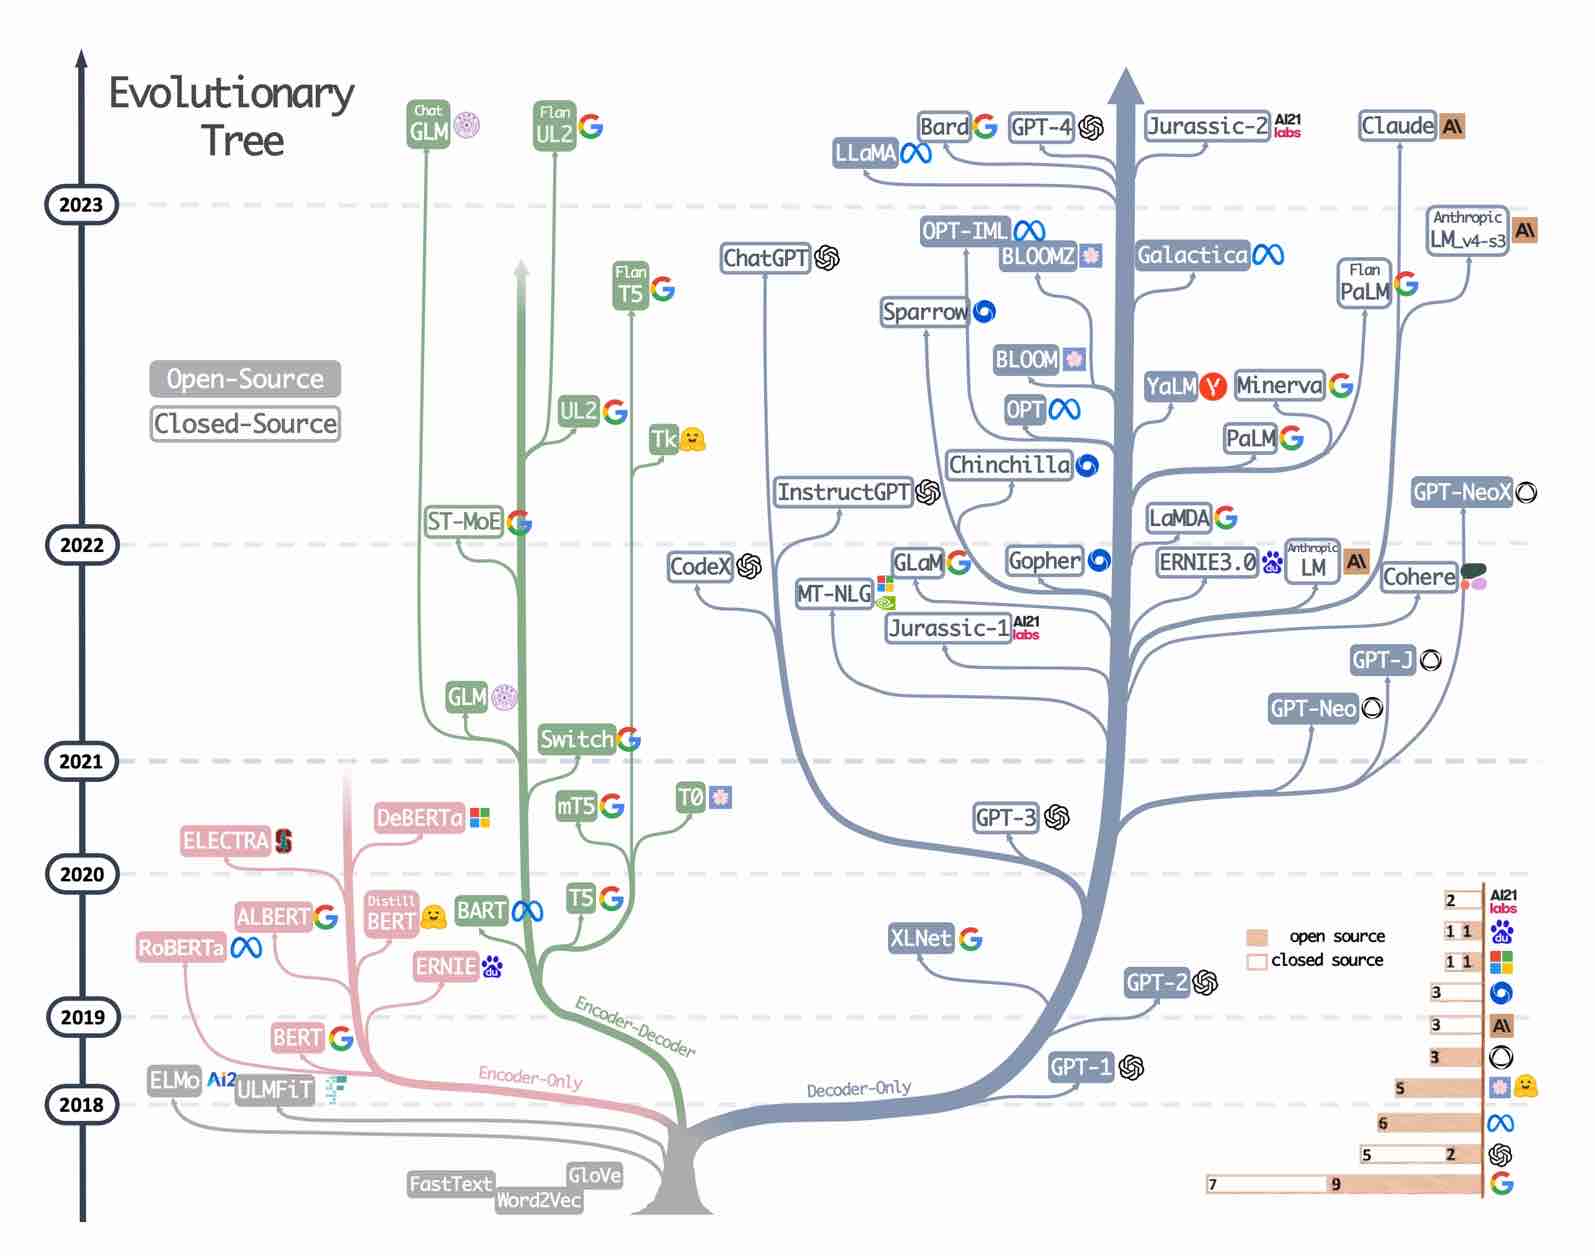 Evolutionary
Tree
Open-Source
Closed-Source
2023
2022
2021
2020
2019
2018
Chat
GLM
Flan
UL2
Flan
T5
UL2
Tk
ST-MoE
GLM
Switch
mT5
T0
T5
BART
Encoder-Decoder
DeBERTa
ELECTRA
ALBERT
Distill
BERT
RoBERTa
ERNIE
BERT
Encoder-Only
ELMo
Ai2
ULMFiT
FastText
Word2Vec
GloVe
Bard
GPT-4
LLaMA
Jurassic-2
AI21
labs
Claude
A\
OPT-IML
BLOOMZ
Galactica
Anthropic
LM_v4-s3
A\
ChatGPT
Flan
PaLM
Sparrow
BLOOM
YaLM
Minerva
OPT
PaLM
Chinchilla
InstructGPT
GPT-NeoX
LaMDA
CodeX
GLaM
Gopher
ERNIE3.0
du
Anthropic
LM
A\
Cohere
MT-NLG
Jurassic-1
AI21
labs
GPT-J
GPT-Neo
GPT-3
XLNet
GPT-2
GPT-1
Decoder-Only
open source
closed source
2
AI21
labs
1 1
du
1 1
3
3
A\
3
5
6
5 2
7 9